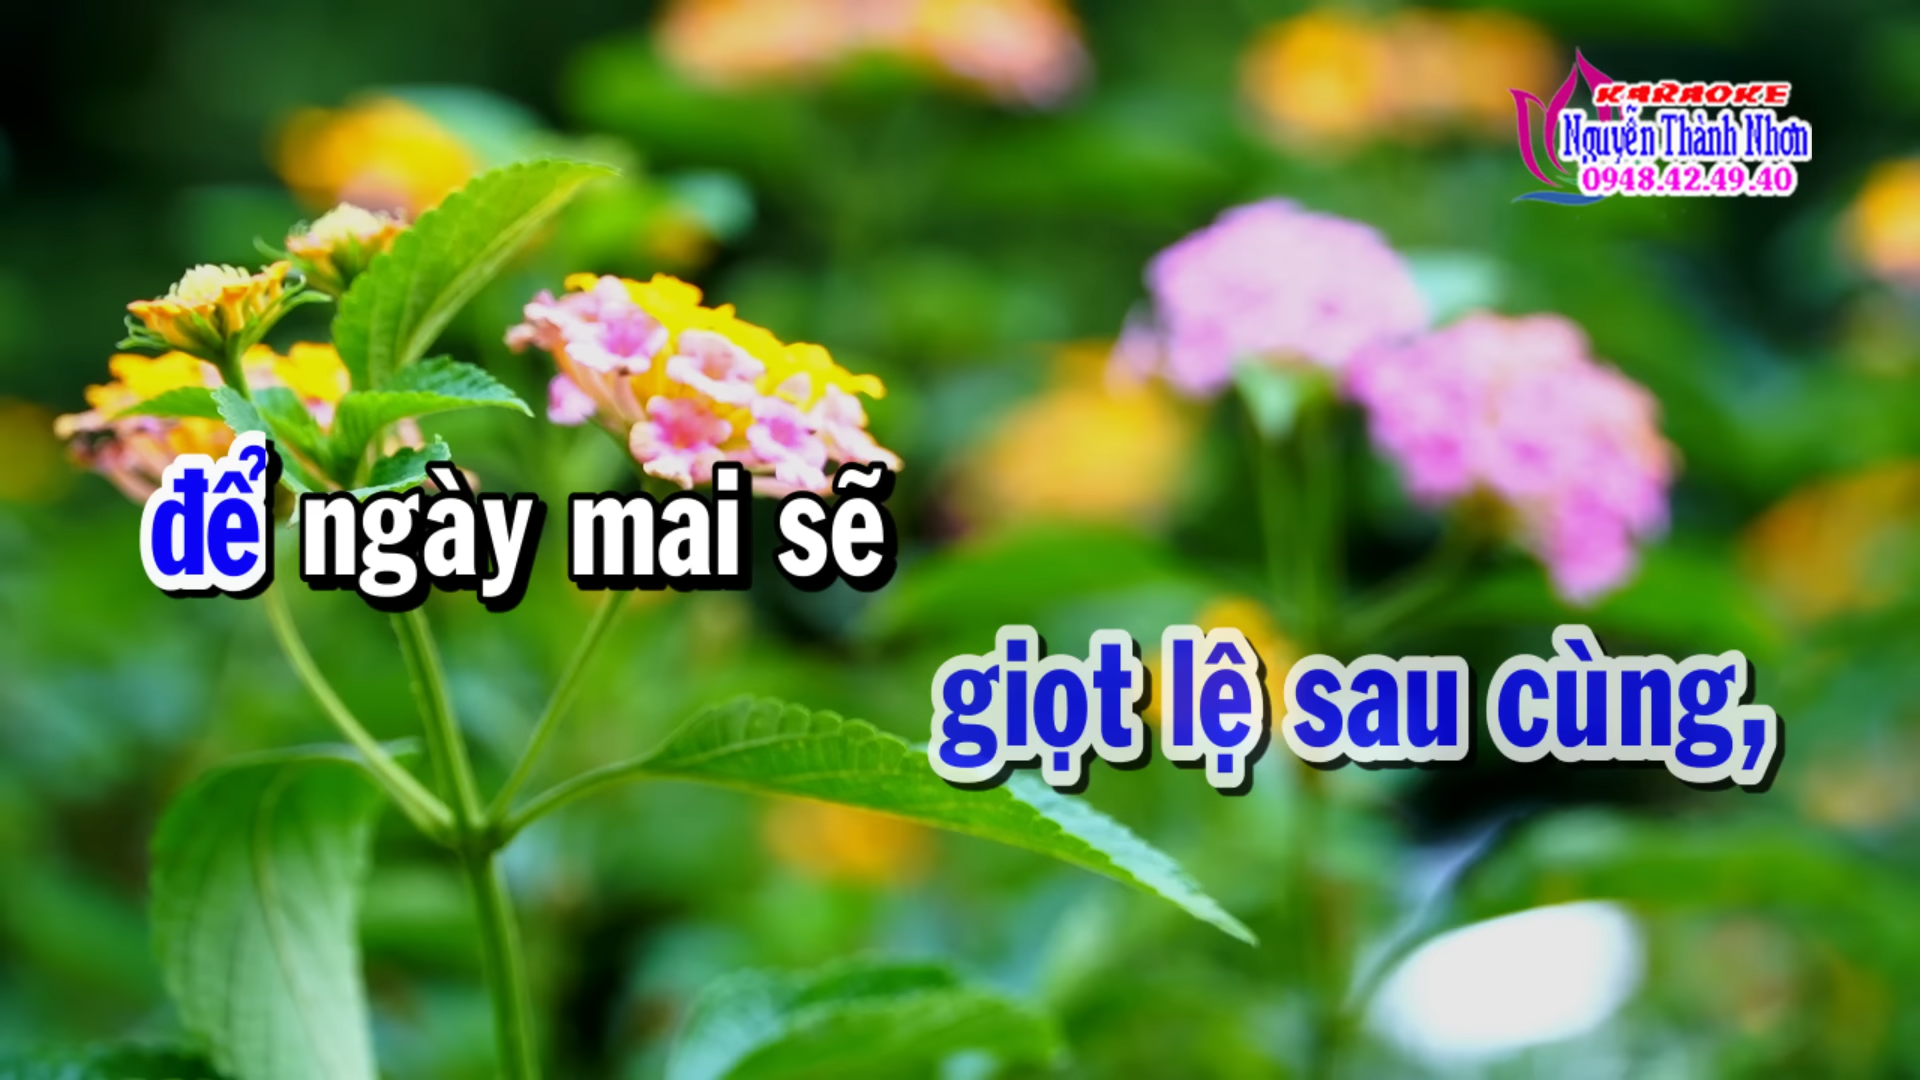 KARAOKE
Nguyễn Thành Nhơn
0948.42.49.40
để ngày mai sẽ
giọt lệ sau cùng,